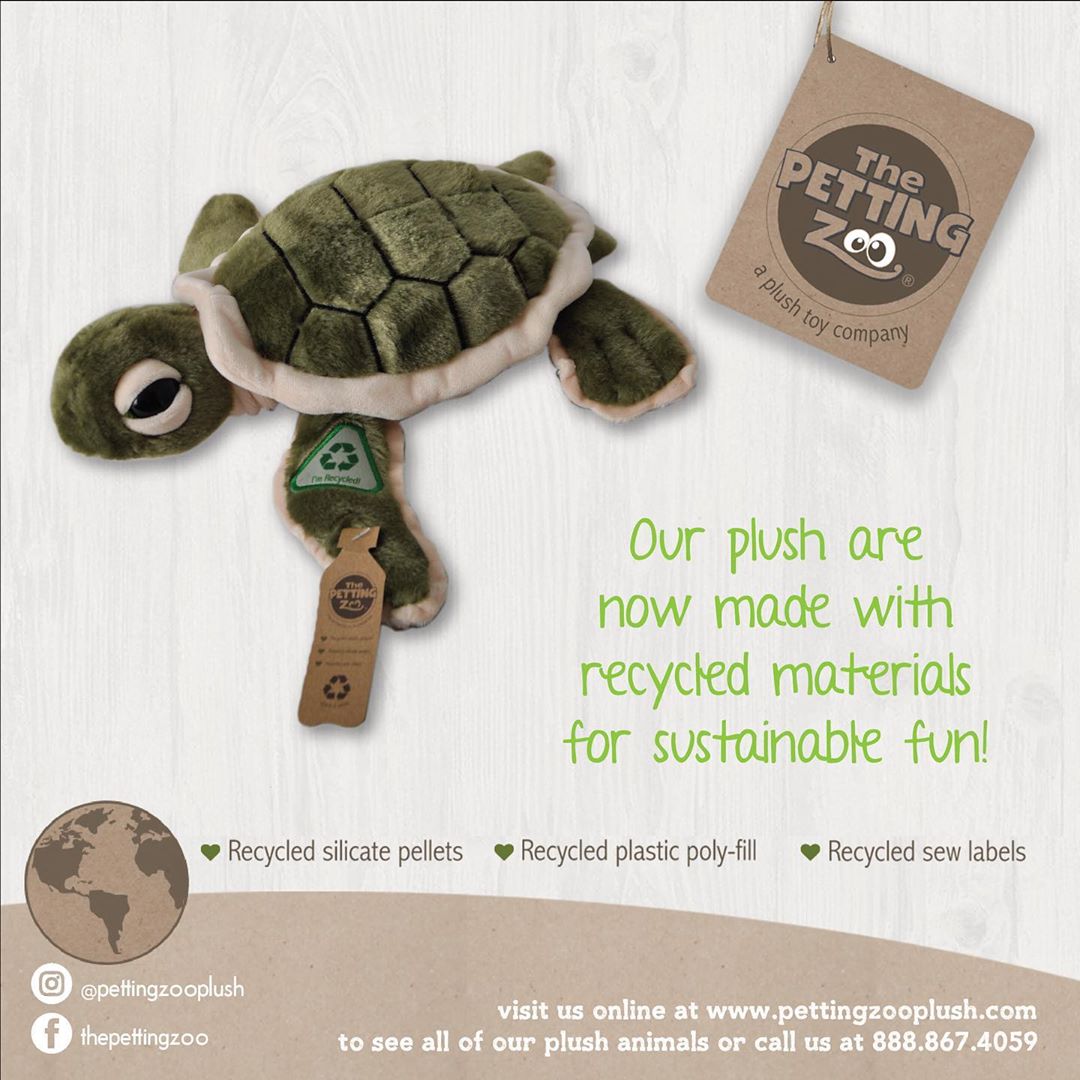 The
PETTING
ZOO®
a plush toy company
I'm Recycled!
The
PETTING
ZOO
Our plush are
now made with
recycled materials
for sustainable fun!
Recycled silicate pellets
Recycled plastic poly-fill
Recycled sew labels
@pettingzooplush
thepettingzoo
visit us online at www.pettingzooplush.com
to see all of our plush animals or call us at 888.867.4059